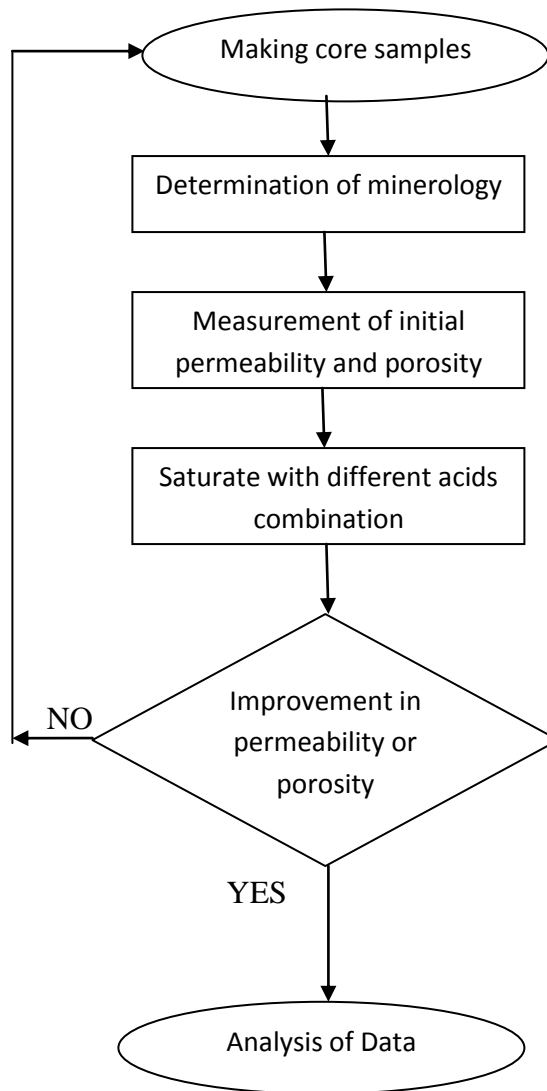 Making core samples
Determination of minerology
Measurement of initial
permeability and porosity
Saturate with different acids
combination
Improvement in
permeability or
porosity
NO
YES
Analysis of Data